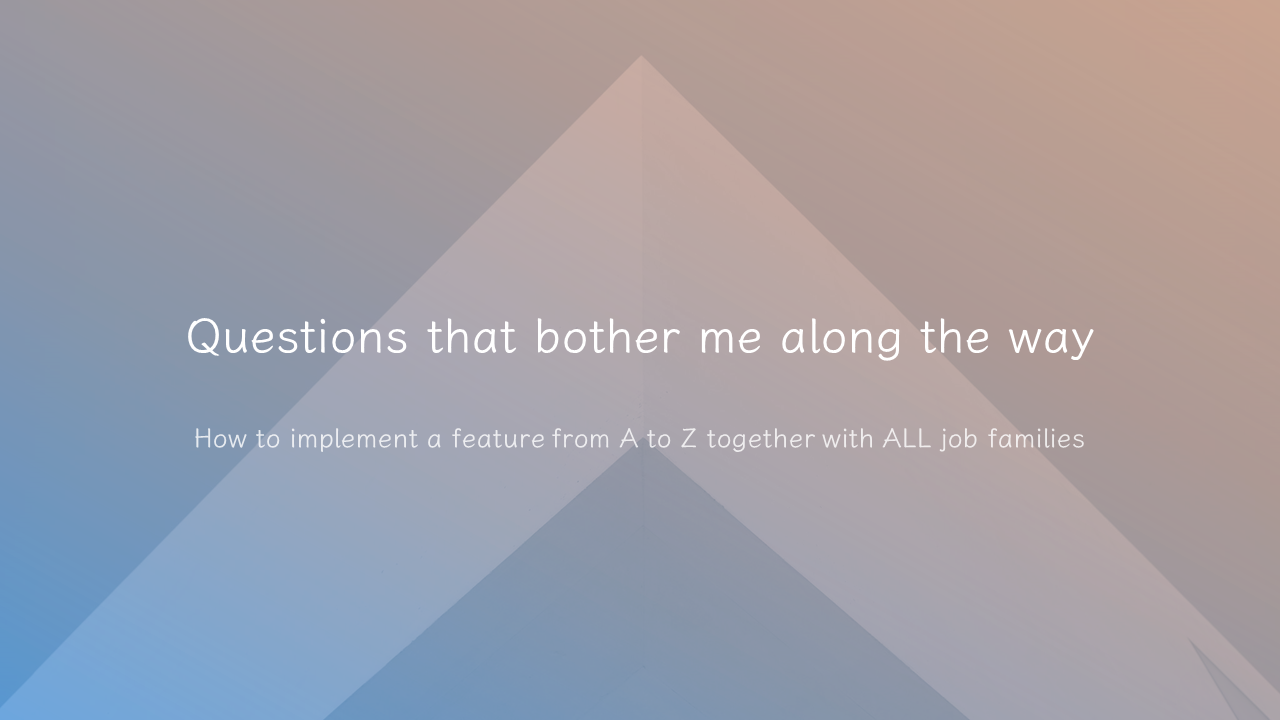 Questions that bother me along the way
How to implement a feature from A to Z together with ALL job families